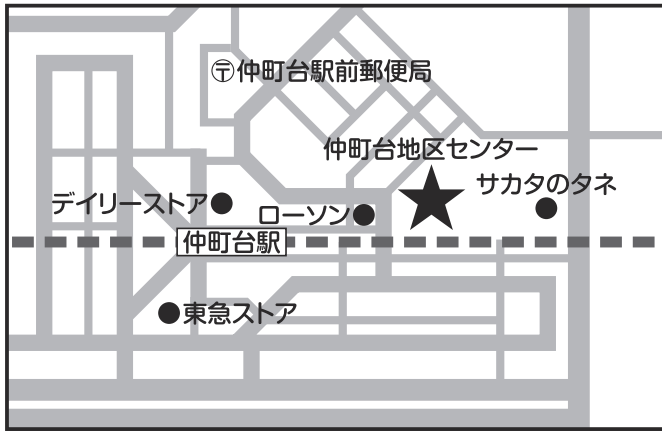 〒仲町台駅前郵便局
仲町台地区センター
サカタのタネ
デイリーストア
ローソン
仲町台駅
東急ストア